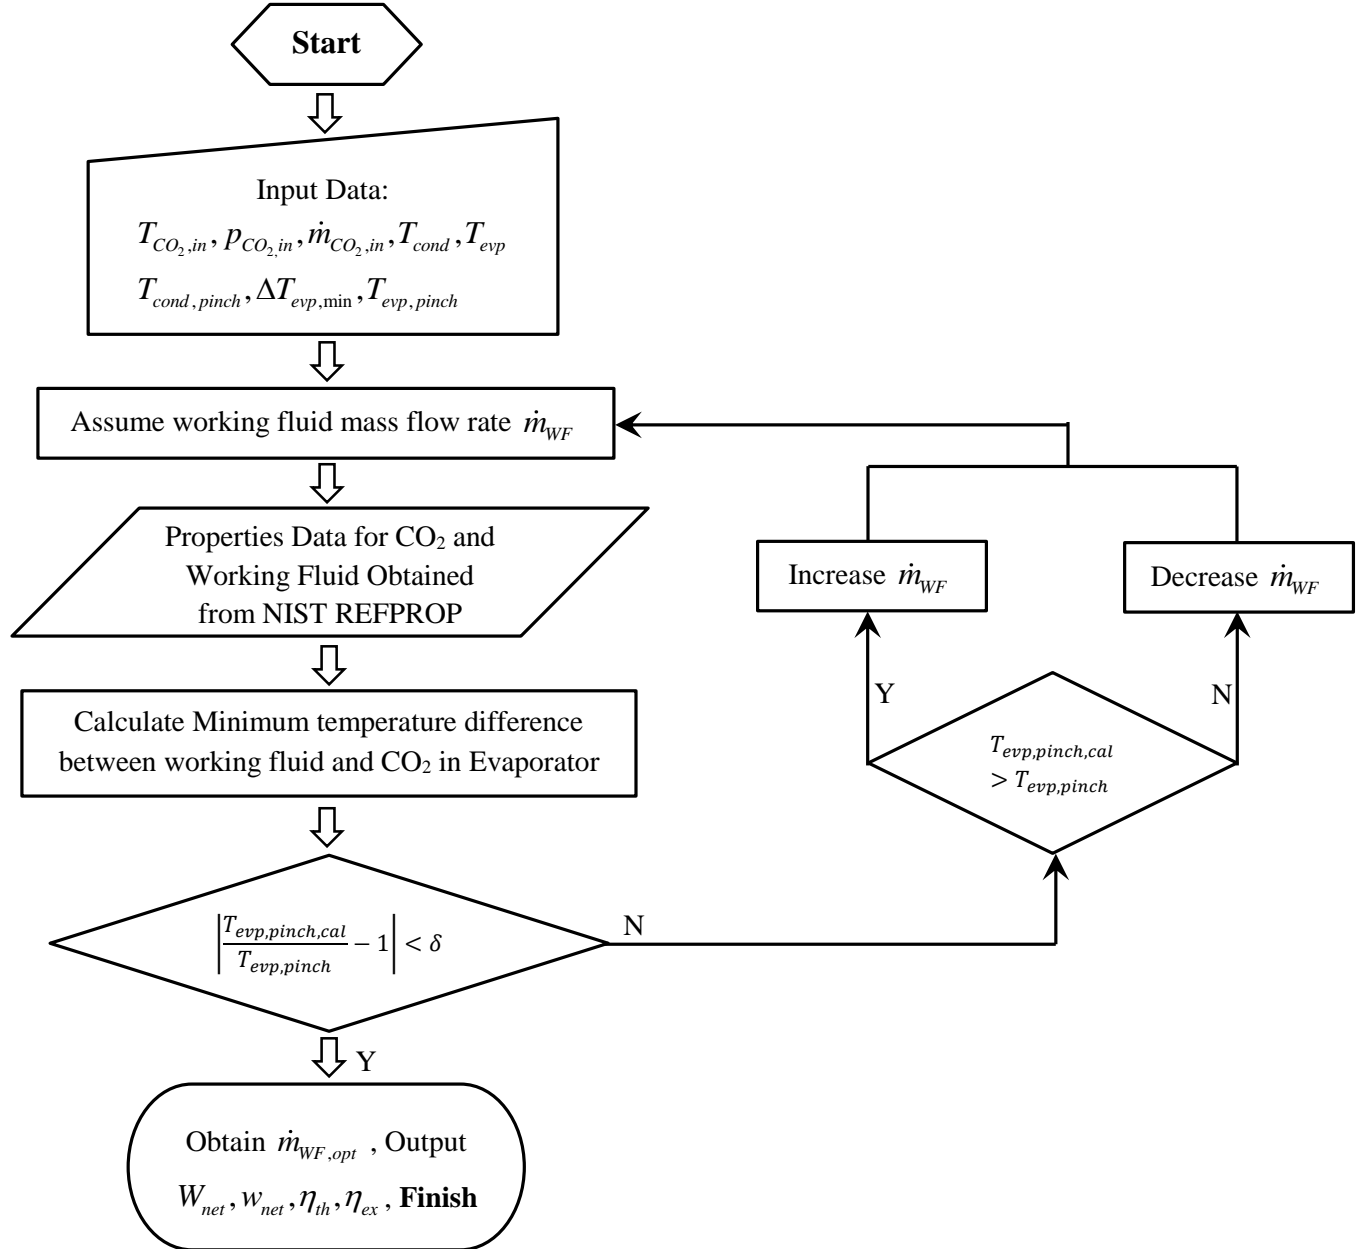 Start
Input Data:
T_{CO₂,in}, p_{CO₂,in}, ṁ_{CO₂,in}, T_{cond}, T_{evp}
T_{cond,pinch}, ΔT_{evp,min}, T_{evp,pinch}
Assume working fluid mass flow rate ṁ_{WF}
Properties Data for CO₂ and
Working Fluid Obtained
from NIST REFPROP
Calculate Minimum temperature difference
between working fluid and CO₂ in Evaporator
|T_{evp,pinch,cal}/T_{evp,pinch} − 1| < δ
N
Y
T_{evp,pinch,cal}
> T_{evp,pinch}
Y
N
Increase ṁ_{WF}
Decrease ṁ_{WF}
Obtain ṁ_{WF,opt} , Output
W_{net}, w_{net}, η_{th}, η_{ex}, Finish